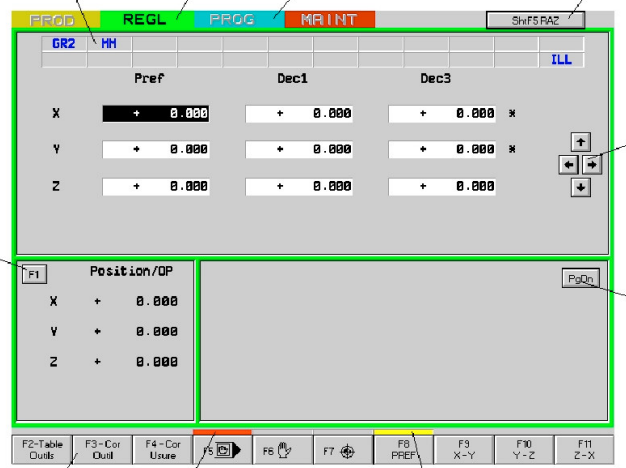 PROD REGL PROG MAINT ShtF5 RAZ
GR2 HH
ILL
Pref Dec1 Dec3
X + 0.000 + 0.000 + 0.000 *
Y + 0.000 + 0.000 + 0.000 *
Z + 0.000 + 0.000 + 0.000
F1 Position/OP PgDn
X + 0.000
Y + 0.000
Z + 0.000
F2-Table Outils F3-Cor Outil F4-Cor Usure F5 F6 F7 F8 PREF F9 X-Y F10 Y-Z F11 Z-X